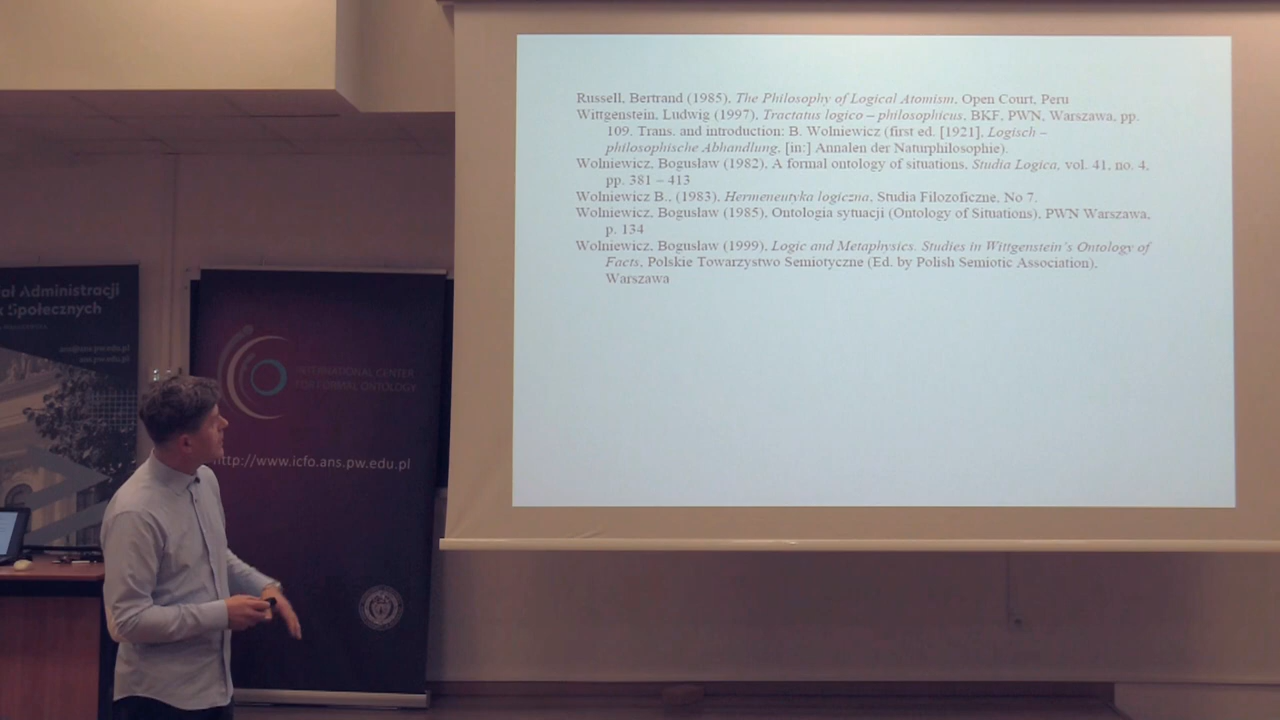 Russell, Bertrand (1985), The Philosophy of Logical Atomism, Open Court, Peru
Wittgenstein, Ludwig (1997), Tractatus logico – philosophicus, BKF, PWN, Warszawa, pp.
109. Trans. and introduction: B. Wolniewicz (first ed. [1921], Logisch –
philosophische Abhandlung, [in:] Annalen der Naturphilosophie).
Wolniewicz, Bogusław (1982), A formal ontology of situations, Studia Logica, vol. 41, no. 4,
pp. 381 – 413
Wolniewicz B., (1983), Hermeneutyka logiczna, Studia Filozoficzne, No 7.
Wolniewicz, Bogusław (1985), Ontologia sytuacji (Ontology of Situations), PWN Warszawa,
p. 134
Wolniewicz, Bogusław (1999), Logic and Metaphysics. Studies in Wittgenstein's Ontology of
Facts, Polskie Towarzystwo Semiotyczne (Ed. by Polish Semiotic Association),
Warszawa
ał Administracji
k Społecznych
ans.pw.edu.pl
INTERNATIONAL CENTER
FOR FORMAL ONTOLOGY
http://www.icfo.ans.pw.edu.pl